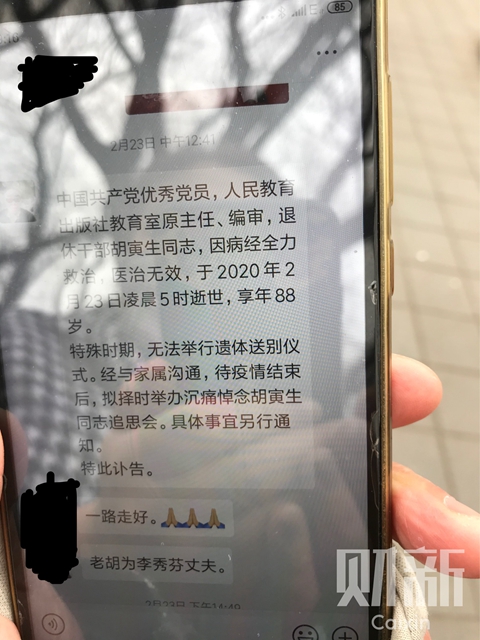 85
2月23日 中午12:41
中国共产党优秀党员，人民教育
出版社教育室原主任、编审，退
休干部胡寅生同志，因病经全力
救治，医治无效，于2020年2
月23日凌晨5时逝世，享年88
岁。
特殊时期，无法举行遗体送别仪
式。经与家属沟通，待疫情结束
后，拟择时举办沉痛悼念胡寅生
同志追思会。具体事宜另行通
知。
特此讣告。
一路走好。🙏🙏🙏
老胡为李秀芬丈夫。
2月23日 下午14:49
财新
Caixin